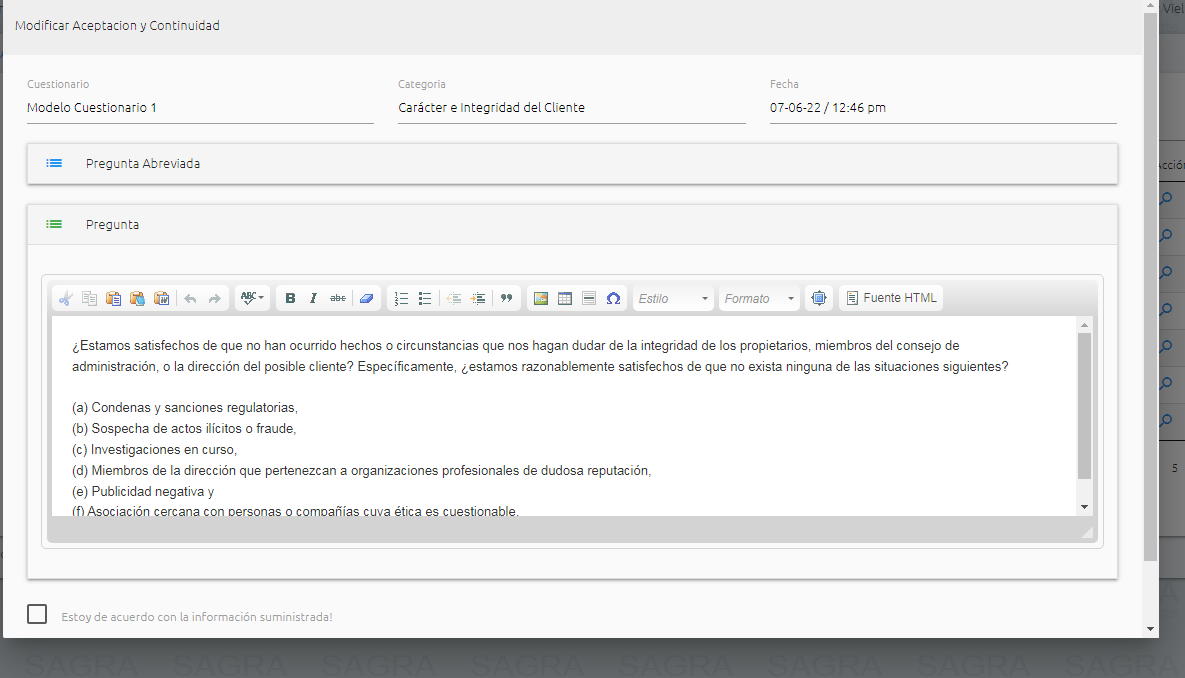 Modificar Aceptacion y Continuidad
Viel
Cuestionario
Categoria
Fecha
Modelo Cuestionario 1
Carácter e Integridad del Cliente
07-06-22 / 12:46 pm
Pregunta Abreviada
Acción
Pregunta
ABC
B
I
abc
Estilo
Formato
Fuente HTML
¿Estamos satisfechos de que no han ocurrido hechos o circunstancias que nos hagan dudar de la integridad de los propietarios, miembros del consejo de
administración, o la dirección del posible cliente? Específicamente, ¿estamos razonablemente satisfechos de que no exista ninguna de las situaciones siguientes?
(a) Condenas y sanciones regulatorias,
(b) Sospecha de actos ilícitos o fraude,
(c) Investigaciones en curso,
(d) Miembros de la dirección que pertenezcan a organizaciones profesionales de dudosa reputación,
5
(e) Publicidad negativa y
(f) Asociación cercana con personas o compañías cuya ética es cuestionable.
Estoy de acuerdo con la información suministrada!
SAGRA SAGRA SAGRA SAGRA SAGRA SAGRA SAGRA SAGRA